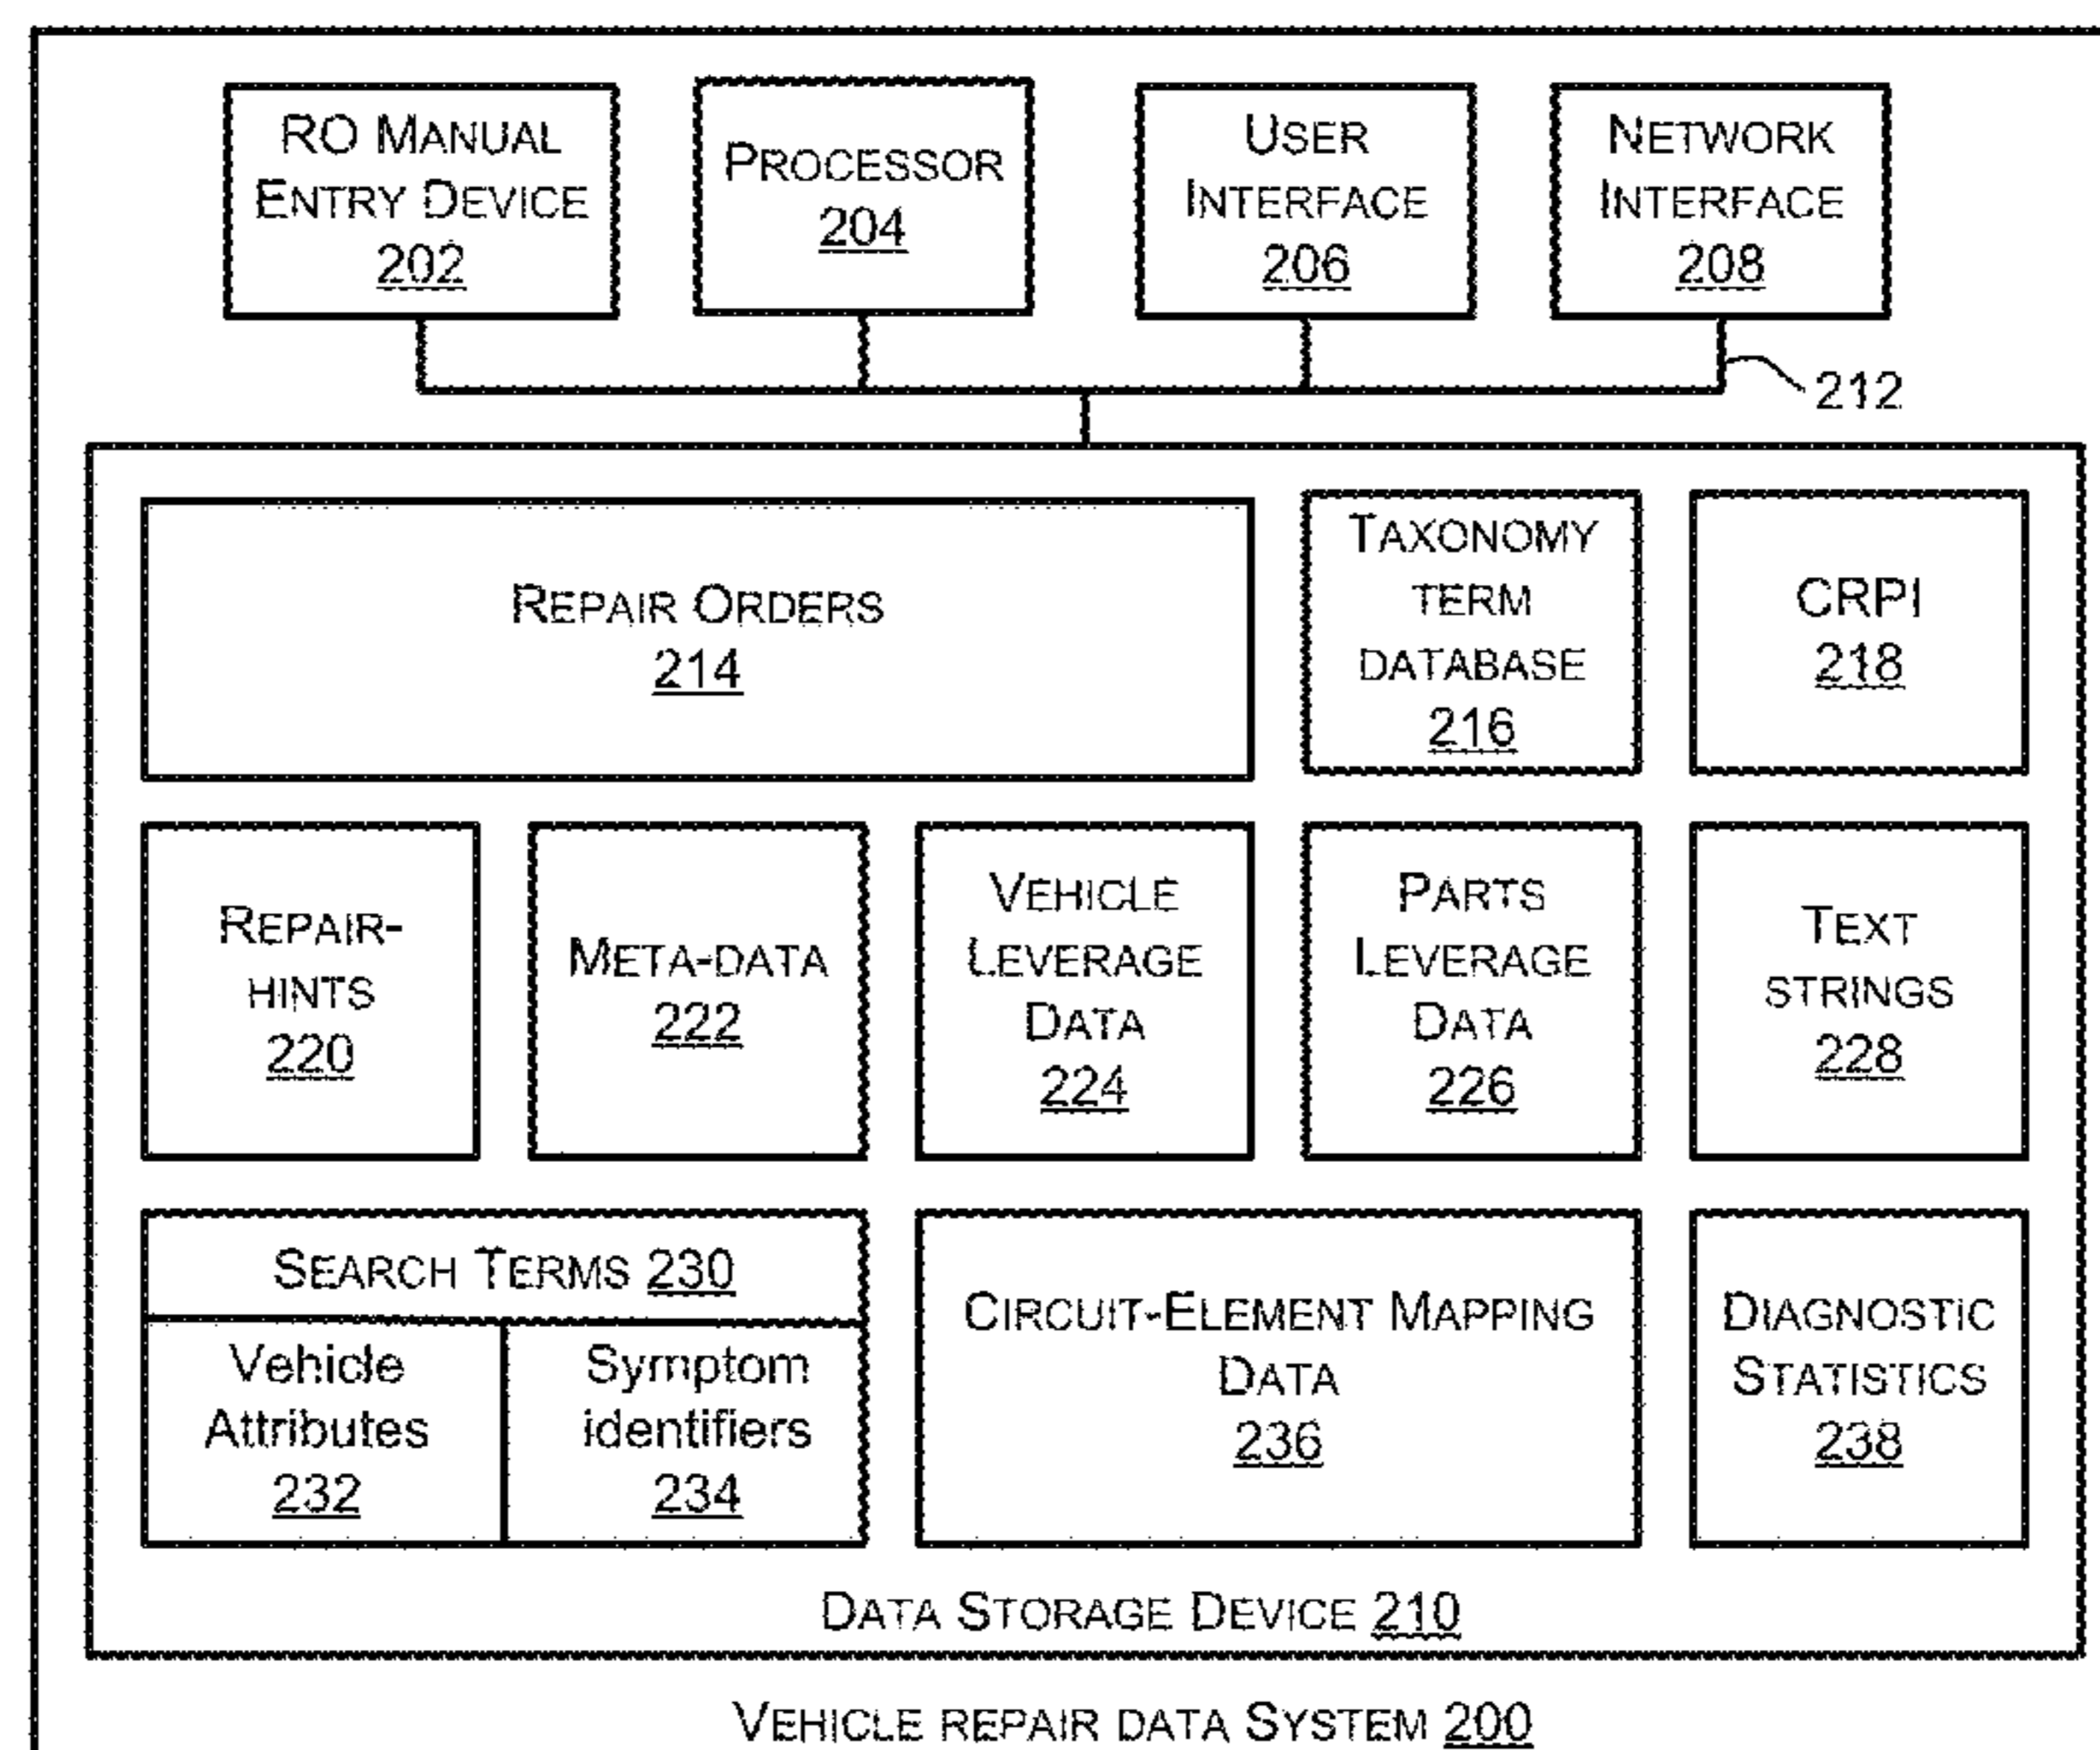 RO MANUAL
ENTRY DEVICE
202
PROCESSOR
204
USER
INTERFACE
206
NETWORK
INTERFACE
208
212
REPAIR ORDERS
214
TAXONOMY
TERM
DATABASE
216
CRPI
218
REPAIR-
HINTS
220
META-DATA
222
VEHICLE
LEVERAGE
DATA
224
PARTS
LEVERAGE
DATA
226
TEXT
STRINGS
228
SEARCH TERMS 230
Vehicle
Attributes
232
Symptom
identifiers
234
CIRCUIT-ELEMENT MAPPING
DATA
236
DIAGNOSTIC
STATISTICS
238
DATA STORAGE DEVICE 210
VEHICLE REPAIR DATA SYSTEM 200